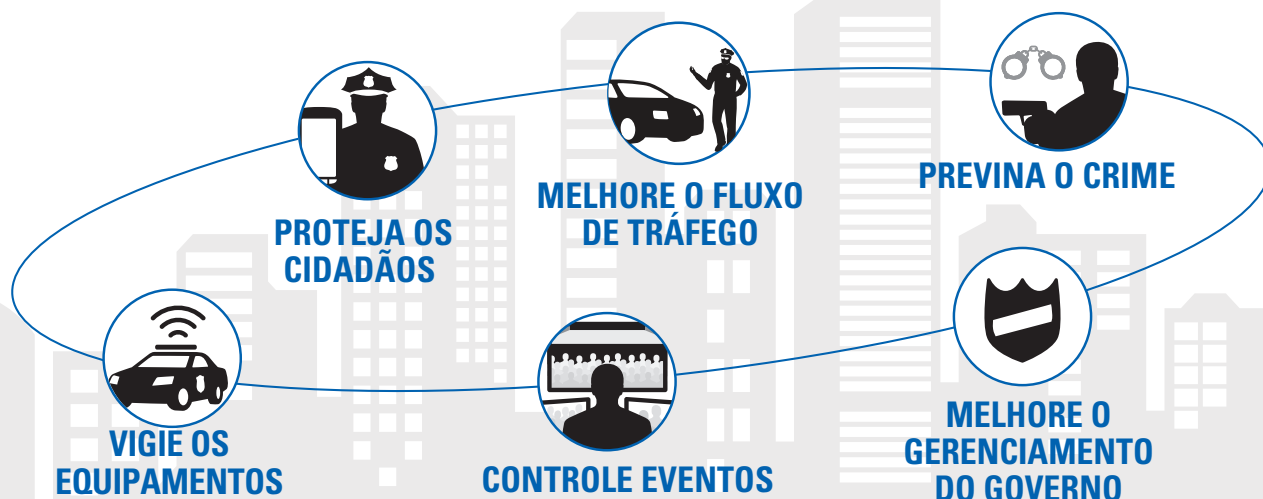 PROTEJA OS
CIDADÃOS
MELHORE O FLUXO
DE TRÁFEGO
PREVINA O CRIME
VIGIE OS
EQUIPAMENTOS
CONTROLE EVENTOS
MELHORE O
GERENCIAMENTO
DO GOVERNO